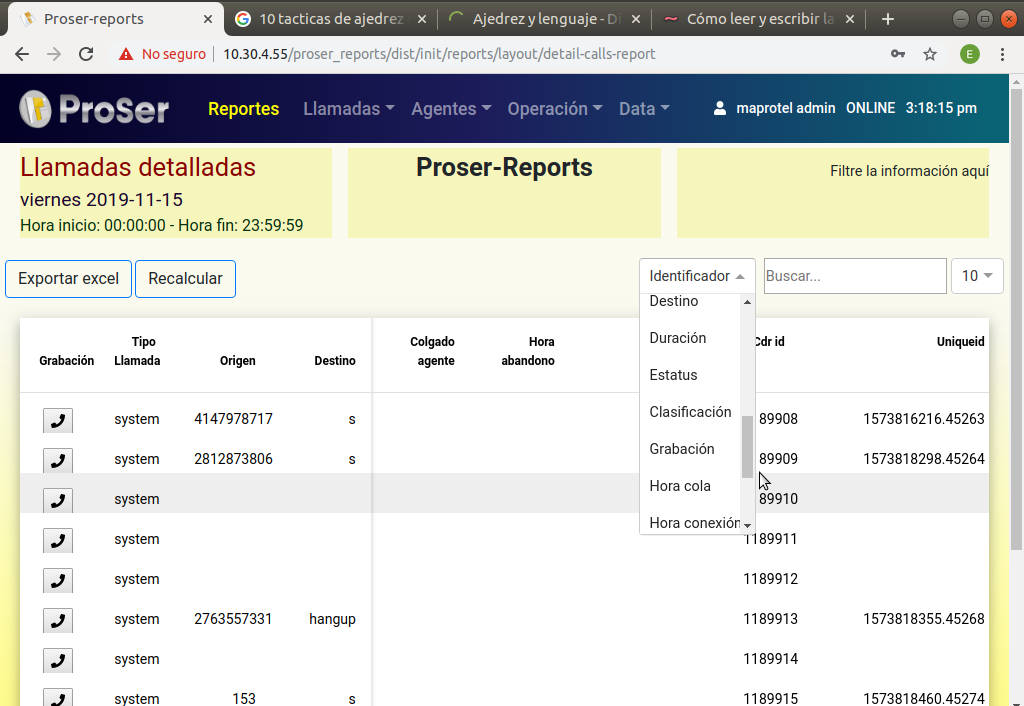 Proser-reports
10 tacticas de ajedrez
Ajedrez y lenguaje - Di
Cómo leer y escribir la
No seguro
10.30.4.55/proser_reports/dist/init/reports/layout/detail-calls-report
E
ProSer
Reportes
Llamadas
Agentes
Operación
Data
maprotel admin
ONLINE
3:18:15 pm
Llamadas detalladas
viernes 2019-11-15
Hora inicio: 00:00:00 - Hora fin: 23:59:59
Proser-Reports
Filtre la información aquí
Exportar excel
Recalcular
Identificador
Buscar...
10
Destino
Duración
Estatus
Clasificación
Grabación
Hora cola
Hora conexión
Grabación Tipo Llamada Origen Destino Colgado agente Hora abandono Cdr id Uniqueid
system 4147978717 s 89908 1573816216.45263
system 2812873806 s 89909 1573818298.45264
system 89910
system 1189911
system 1189912
system 2763557331 hangup 1189913 1573818355.45268
system 1189914
system 153 s 1189915 1573818460.45274